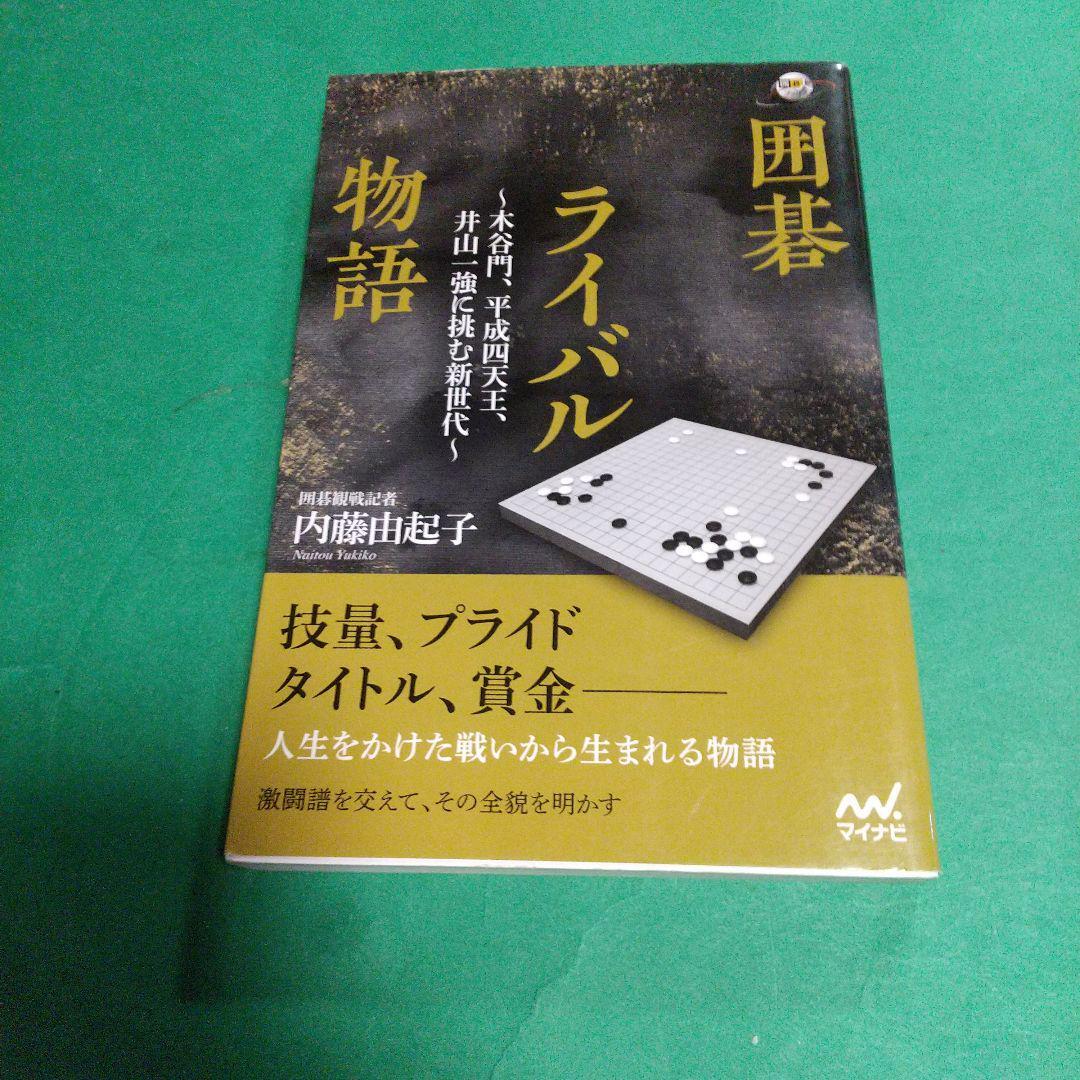 囲碁
ライバル
物語
～木谷門、平成四天王、
井山一強に挑む新世代～
囲碁観戦記者
内藤由起子
Naitou Yukiko
技量、プライド
タイトル、賞金――
人生をかけた戦いから生まれる物語
激闘譜を交えて、その全貌を明かす
マイナビ